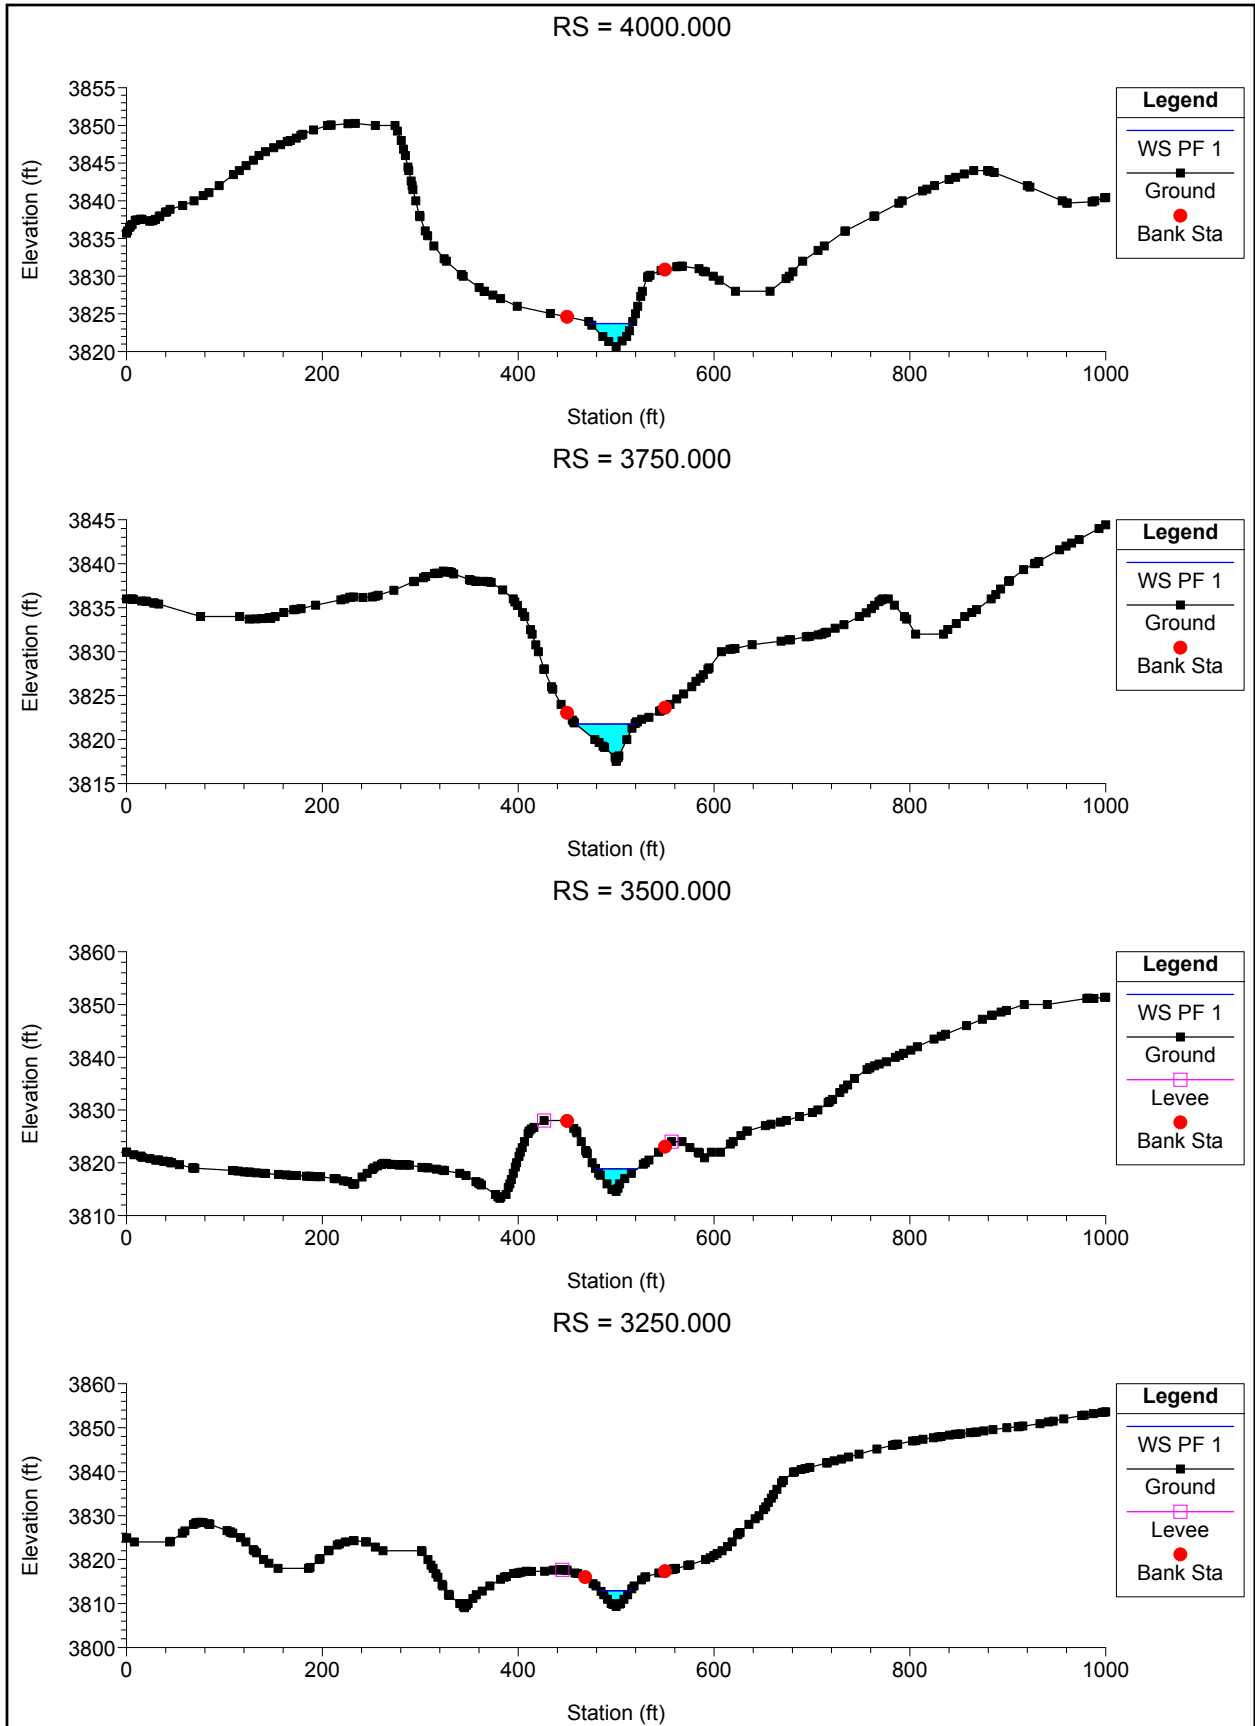 RS = 4000.000
3855
3850
3845
3840
3835
3830
3825
3820
Elevation (ft)
0 200 400 600 800 1000
Station (ft)
Legend
WS PF 1
Ground
Bank Sta
RS = 3750.000
3845
3840
3835
3830
3825
3820
3815
Elevation (ft)
0 200 400 600 800 1000
Station (ft)
Legend
WS PF 1
Ground
Bank Sta
RS = 3500.000
3860
3850
3840
3830
3820
3810
Elevation (ft)
0 200 400 600 800 1000
Station (ft)
Legend
WS PF 1
Ground
Levee
Bank Sta
RS = 3250.000
3860
3850
3840
3830
3820
3810
3800
Elevation (ft)
0 200 400 600 800 1000
Station (ft)
Legend
WS PF 1
Ground
Levee
Bank Sta